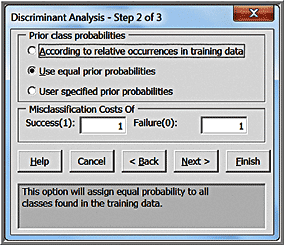 Discriminant Analysis - Step 2 of 3
Prior class probabilities
According to relative occurrences in training data
Use equal prior probabilities
User specified prior probabilities
Misclassification Costs Of
Success(1): 1 Failure(0): 1
Help Cancel < Back Next > Finish
This option will assign equal probability to all
classes found in the training data.